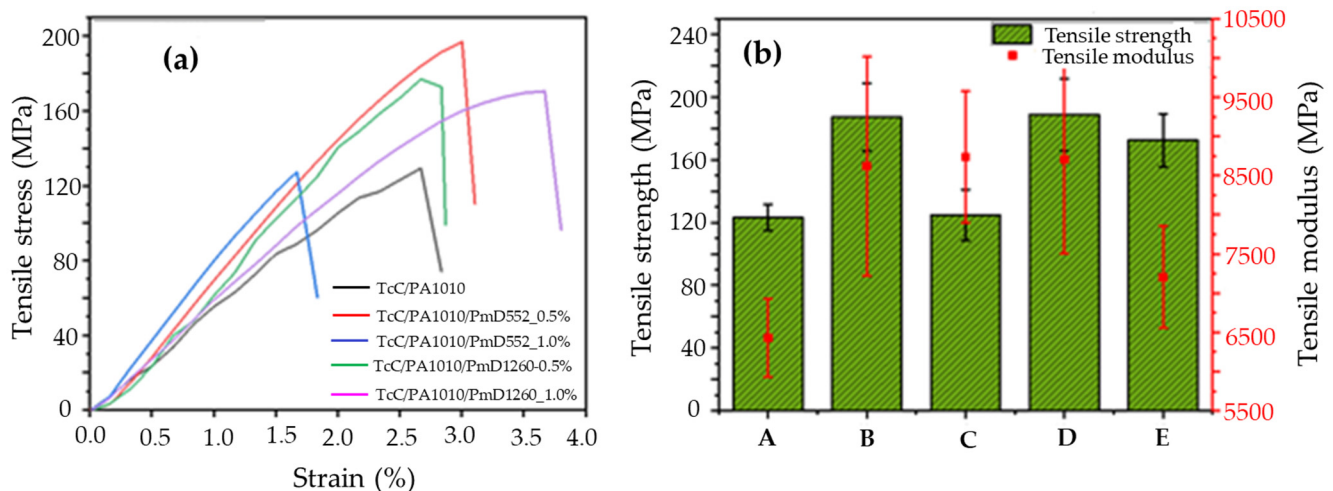 (a)
Tensile stress (MPa)
200
160
120
80
40
0
0.0 0.5 1.0 1.5 2.0 2.5 3.0 3.5 4.0
Strain (%)
TcC/PA1010
TcC/PA1010/PmD552_0.5%
TcC/PA1010/PmD552_1.0%
TcC/PA1010/PmD1260-0.5%
TcC/PA1010/PmD1260_1.0%
(b)
Tensile strength (MPa)
240
200
160
120
80
40
0
A B C D E
Tensile strength
Tensile modulus
10500
9500
8500
7500
6500
5500
Tensile modulus (MPa)